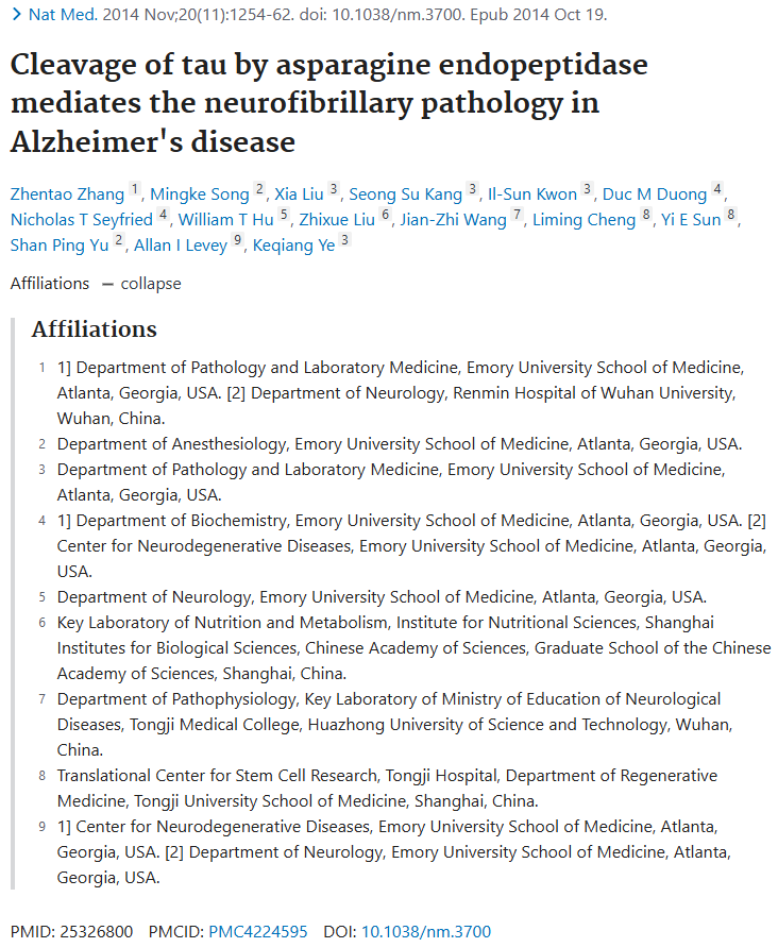 Nat Med. 2014 Nov;20(11):1254-62. doi: 10.1038/nm.3700. Epub 2014 Oct 19.
Cleavage of tau by asparagine endopeptidase
mediates the neurofibrillary pathology in
Alzheimer's disease
Zhentao Zhang 1, Mingke Song 2, Xia Liu 3, Seong Su Kang 3, Il-Sun Kwon 3, Duc M Duong 4,
Nicholas T Seyfried 4, William T Hu 5, Zhixue Liu 6, Jian-Zhi Wang 7, Liming Cheng 8, Yi E Sun 8,
Shan Ping Yu 2, Allan I Levey 9, Keqiang Ye 3
Affiliations — collapse
Affiliations
1 1] Department of Pathology and Laboratory Medicine, Emory University School of Medicine,
Atlanta, Georgia, USA. [2] Department of Neurology, Renmin Hospital of Wuhan University,
Wuhan, China.
2 Department of Anesthesiology, Emory University School of Medicine, Atlanta, Georgia, USA.
3 Department of Pathology and Laboratory Medicine, Emory University School of Medicine,
Atlanta, Georgia, USA.
4 1] Department of Biochemistry, Emory University School of Medicine, Atlanta, Georgia, USA. [2]
Center for Neurodegenerative Diseases, Emory University School of Medicine, Atlanta, Georgia,
USA.
5 Department of Neurology, Emory University School of Medicine, Atlanta, Georgia, USA.
6 Key Laboratory of Nutrition and Metabolism, Institute for Nutritional Sciences, Shanghai
Institutes for Biological Sciences, Chinese Academy of Sciences, Graduate School of the Chinese
Academy of Sciences, Shanghai, China.
7 Department of Pathophysiology, Key Laboratory of Ministry of Education of Neurological
Diseases, Tongji Medical College, Huazhong University of Science and Technology, Wuhan,
China.
8 Translational Center for Stem Cell Research, Tongji Hospital, Department of Regenerative
Medicine, Tongji University School of Medicine, Shanghai, China.
9 1] Center for Neurodegenerative Diseases, Emory University School of Medicine, Atlanta,
Georgia, USA. [2] Department of Neurology, Emory University School of Medicine, Atlanta,
Georgia, USA.
PMID: 25326800 PMCID: PMC4224595 DOI: 10.1038/nm.3700